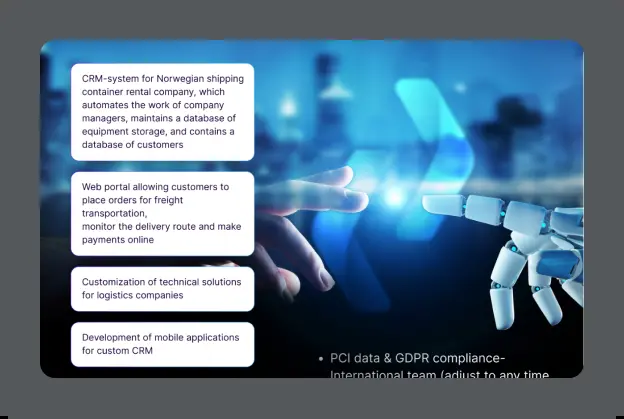 CRM-system for Norwegian shipping
container rental company, which
automates the work of company
managers, maintains a database of
equipment storage, and contains a
database of customers
Web portal allowing customers to
place orders for freight
transportation,
monitor the delivery route and make
payments online
Customization of technical solutions
for logistics companies
Development of mobile applications
for custom CRM
• PCI data & GDPR compliance-
International team (adjust to any time